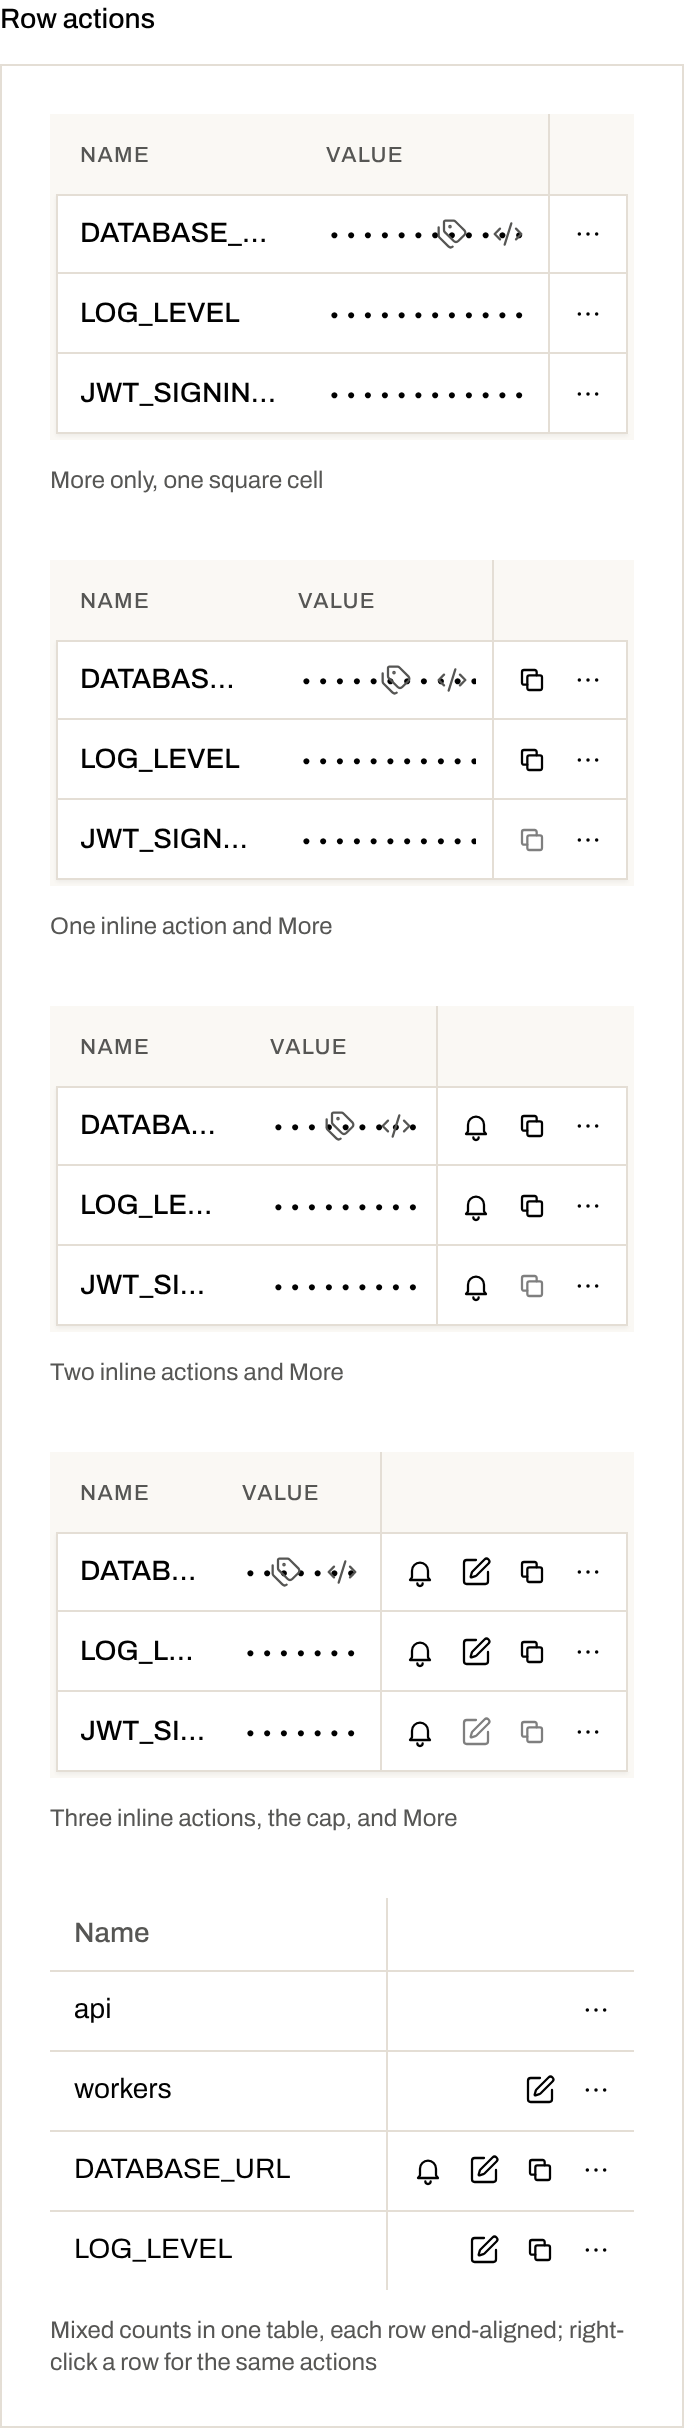 Row actions
NAME VALUE
DATABASE_... ............
LOG_LEVEL ............
JWT_SIGNIN... ............
More only, one square cell
NAME VALUE
DATABAS... ...........
LOG_LEVEL ...........
JWT_SIGN... ...........
One inline action and More
NAME VALUE
DATABA... .........
LOG_LE... .........
JWT_SI... .........
Two inline actions and More
NAME VALUE
DATAB... .......
LOG_L... .......
JWT_SI... .......
Three inline actions, the cap, and More
Name
api
workers
DATABASE_URL
LOG_LEVEL
Mixed counts in one table, each row end-aligned; right-
click a row for the same actions